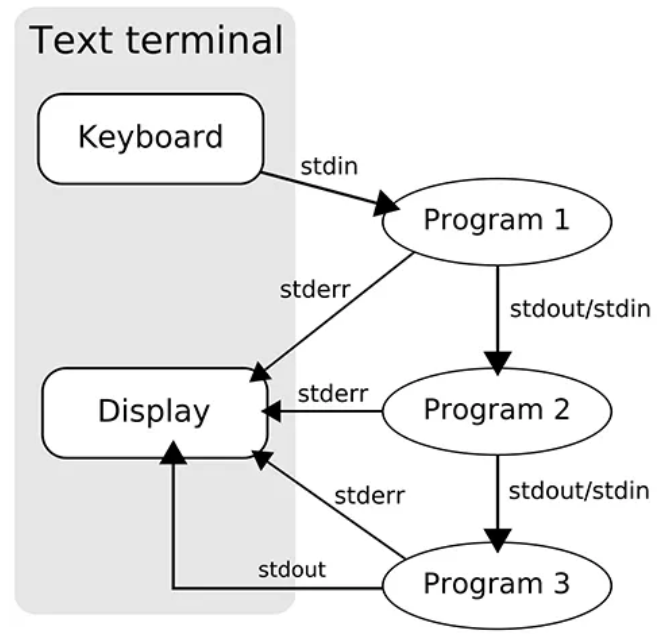 Text terminal
Keyboard
stdin
Program 1
stderr
stdout/stdin
Display
stderr
Program 2
stderr
stdout/stdin
stdout
Program 3